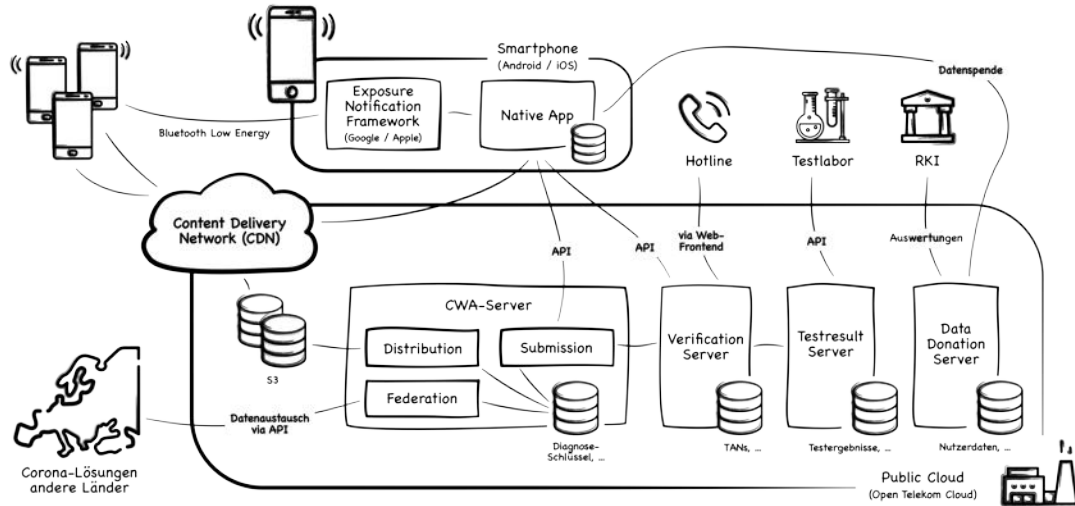 Smartphone
(Android / iOS)
Datenspende
Exposure
Notification
Framework
(Google / Apple)
Native App
Bluetooth Low Energy
Hotline
Testlabor
RKI
Content Delivery
Network (CDN)
API
API
via Web-
Frontend
API
Auswertungen
CWA-Server
Distribution
Submission
Federation
Verification
Server
Testresult
Server
Data
Donation
Server
S3
Datenaustausch
via API
Diagnose-
Schlüssel, ...
TANs, ...
Testergebnisse, ...
Nutzerdaten, ...
Corona-Lösungen
andere Länder
Public Cloud
(Open Telekom Cloud)